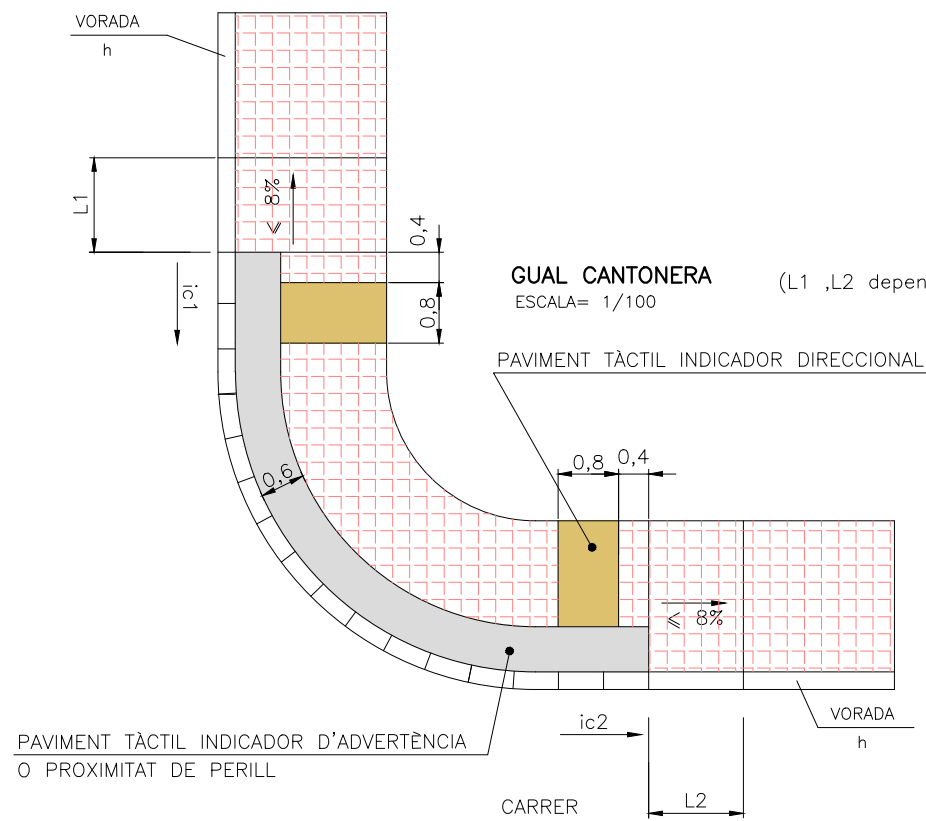 VORADA
h
L1
≤ 8%
0,4
ic1
0,8
GUAL CANTONERA
(L1 ,L2 depen
ESCALA= 1/100
PAVIMENT TÀCTIL INDICADOR DIRECCIONAL
0,6
0,8
0,4
≤ 8%
ic2
VORADA
h
PAVIMENT TÀCTIL INDICADOR D'ADVERTÈNCIA
O PROXIMITAT DE PERILL
CARRER
L2